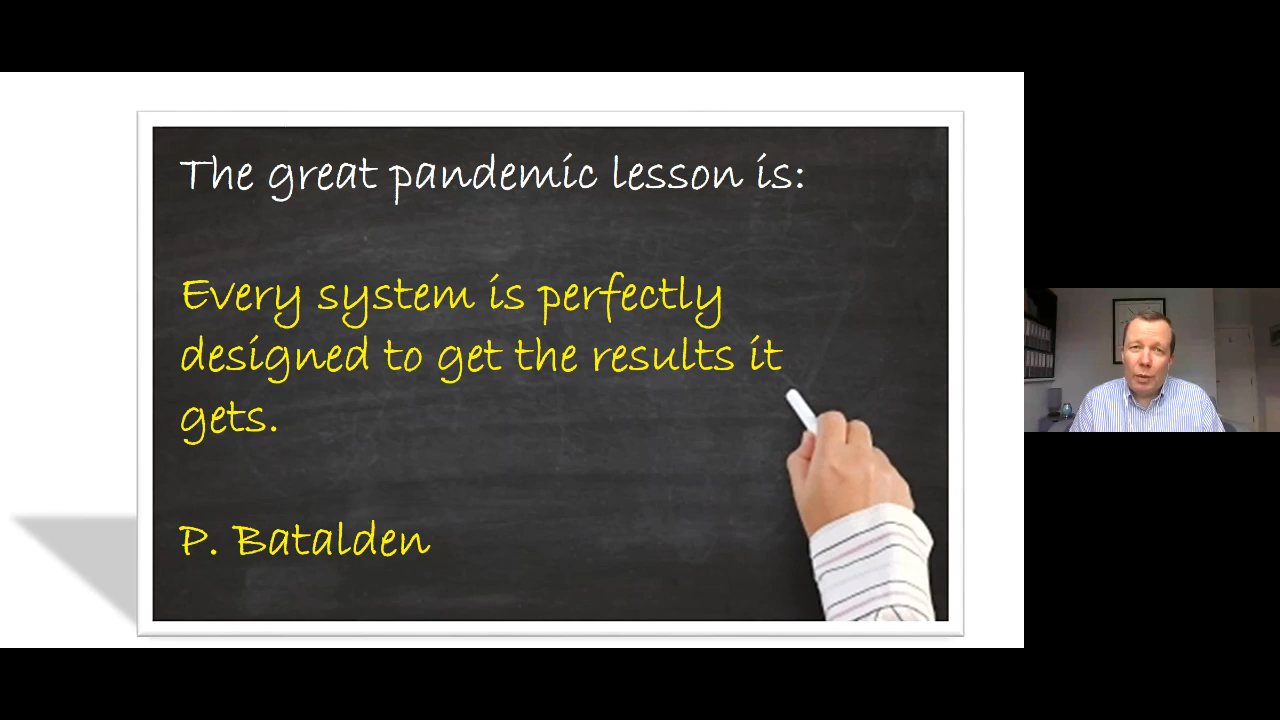 The great pandemic lesson is:
Every system is perfectly
designed to get the results it
gets.
P. Batalden